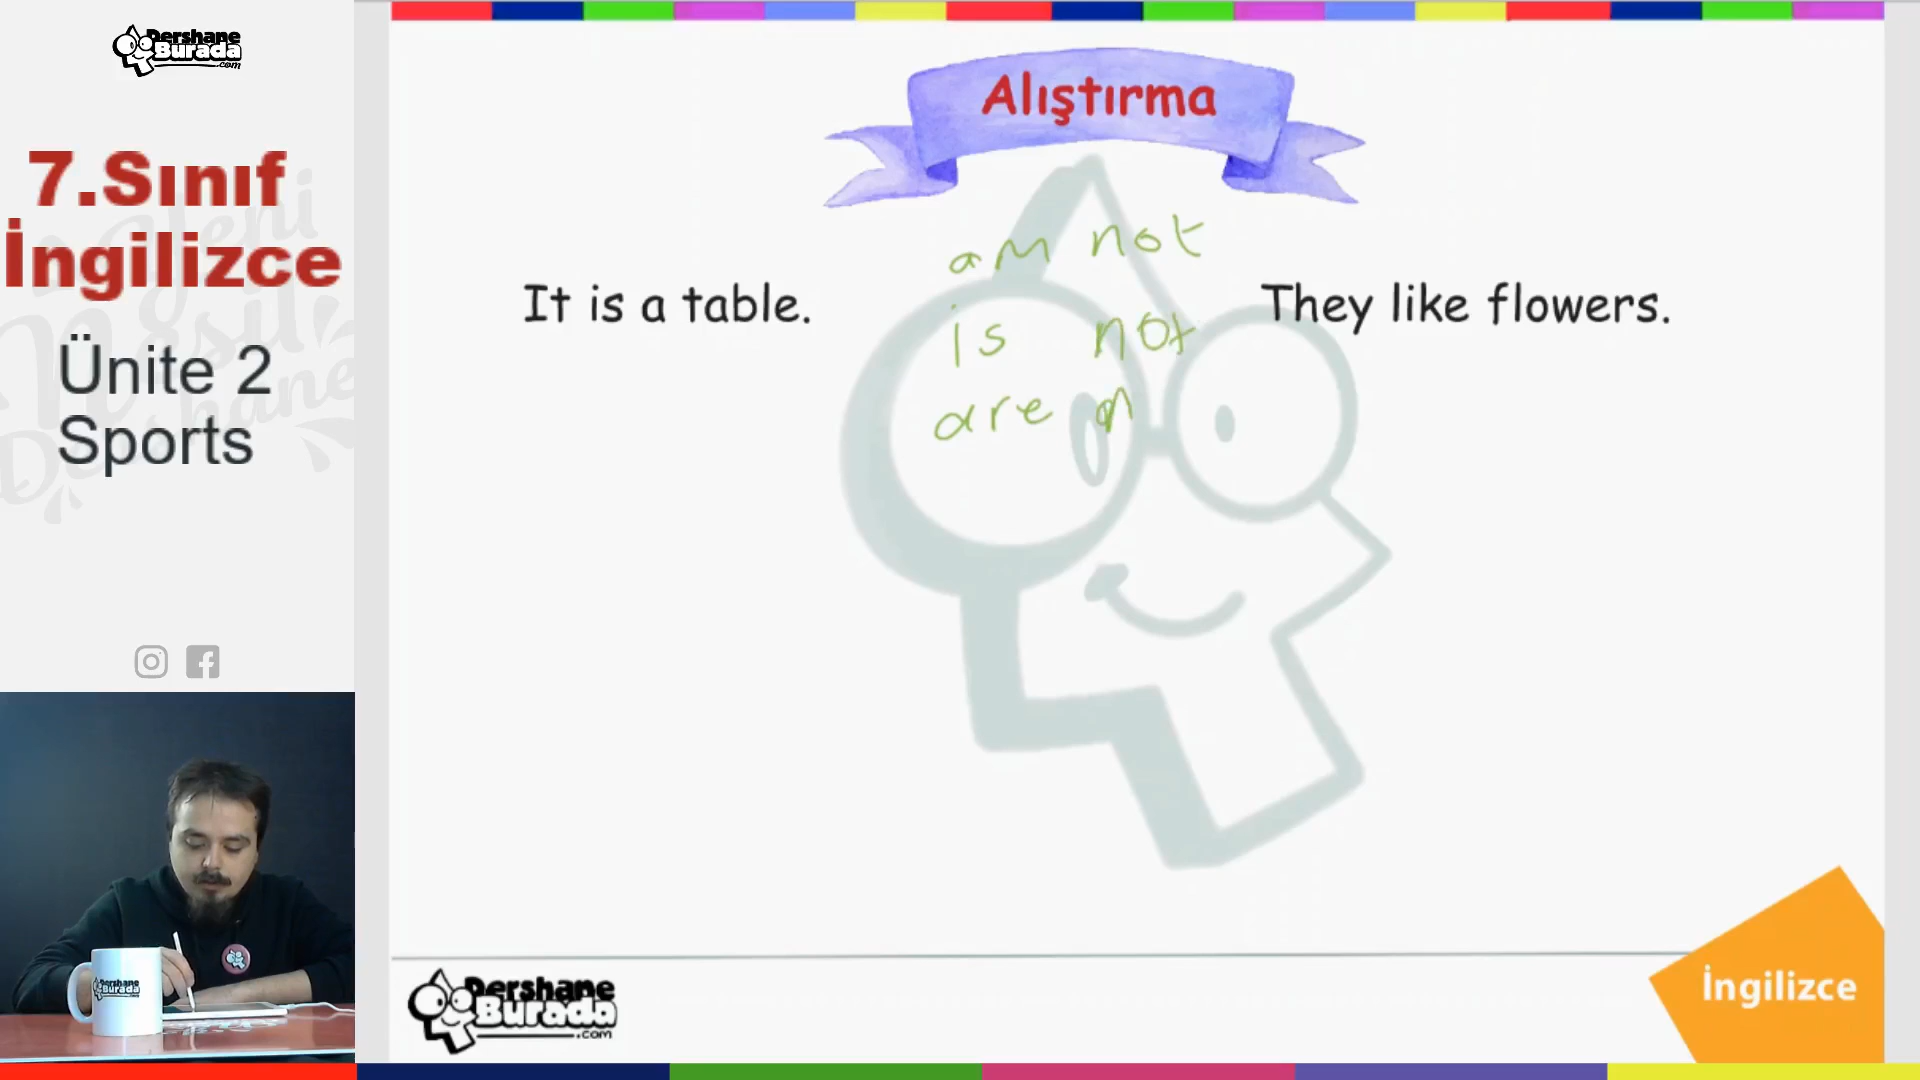 Dershane
Burada
.com
7.Sınıf
İngilizce
Ünite 2
Sports
Alıştırma
am not
is not
are n
It is a table.
They like flowers.
Dershane
Burada
.com
İngilizce